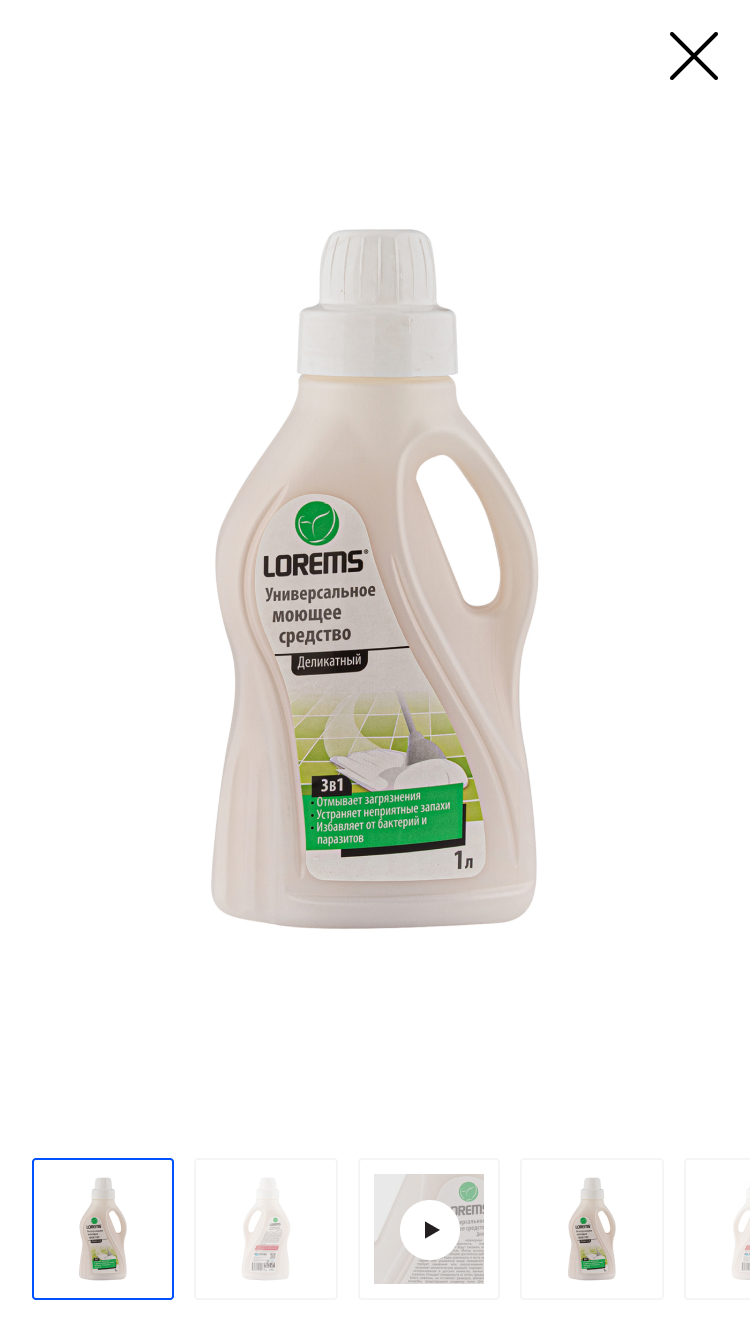 LOREMS®
Универсальное
моющее
средство
Деликатный
3в1
• Отмывает загрязнения
• Устраняет неприятные запахи
• Избавляет от бактерий и
паразитов
1л